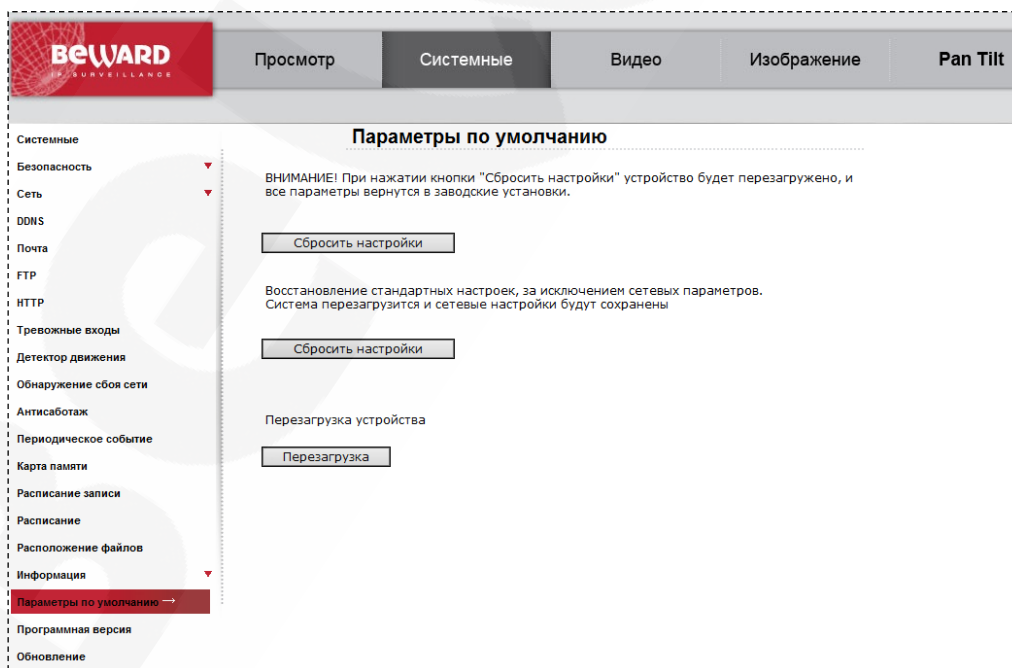 BEWARD
IP SURVEILLANCE
Просмотр
Системные
Видео
Изображение
Pan Tilt
Системные
Безопасность
Сеть
DDNS
Почта
FTP
HTTP
Тревожные входы
Детектор движения
Обнаружение сбоя сети
Антисаботаж
Периодическое событие
Карта памяти
Расписание записи
Расписание
Расположение файлов
Информация
Параметры по умолчанию →
Программная версия
Обновление
Параметры по умолчанию
ВНИМАНИЕ! При нажатии кнопки "Сбросить настройки" устройство будет перезагружено, и
все параметры вернутся в заводские установки.
Сбросить настройки
Восстановление стандартных настроек, за исключением сетевых параметров.
Система перезагрузится и сетевые настройки будут сохранены
Сбросить настройки
Перезагрузка устройства
Перезагрузка